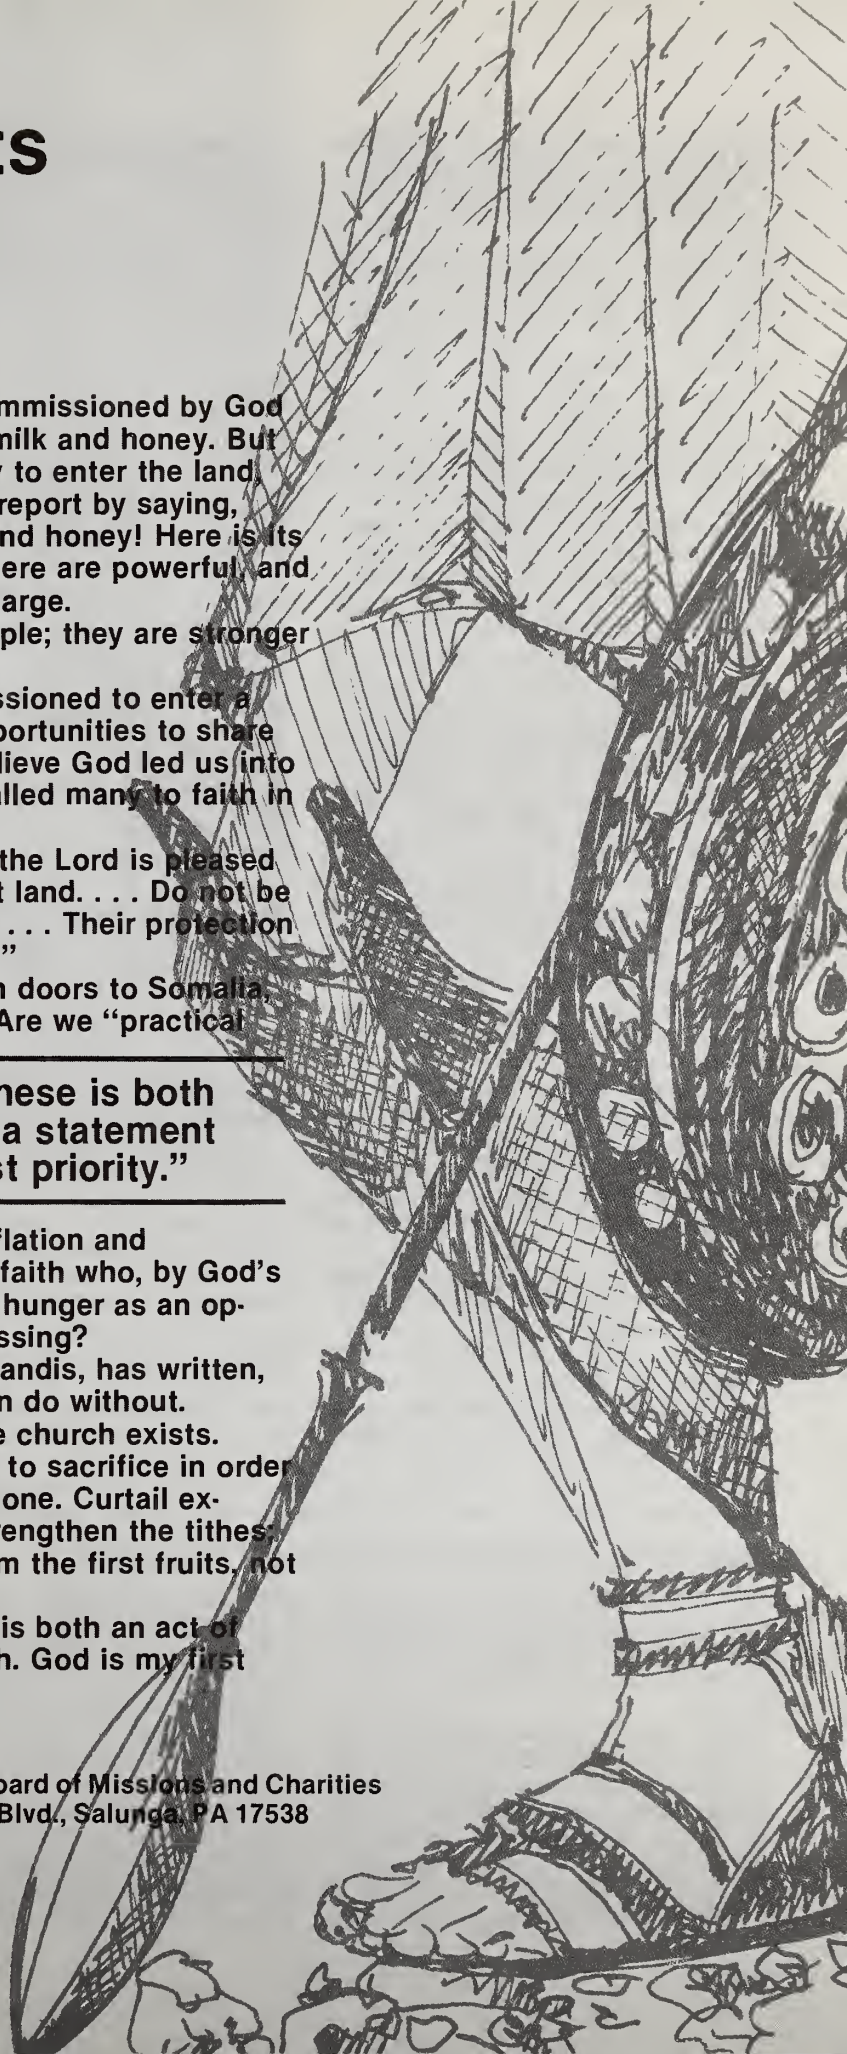 ts
mmissioned by God
milk and honey. But
y to enter the land,
report by saying,
nd honey! Here is its
ere are powerful, and
arge.
ple; they are stronger
ssioned to enter a
portunities to share
lieve God led us into
lled many to faith in
the Lord is pleased
t land. . . . Do not be
. . . Their protection
”
n doors to Somalia,
Are we “practical
hese is both
a statement
st priority.”
flation and
faith who, by God's
hunger as an op-
ssing?
andis, has written,
n do without.
e church exists.
to sacrifice in order
one. Curtail ex-
rengthen the tithes;
m the first fruits, not
is both an act of
h. God is my first
oard of Missions and Charities
Blvd., Salunga, PA 17538